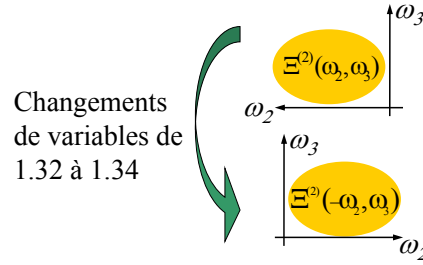 ω₃
Ξ⁽²⁾(ω₂,ω₃)
ω₂
Changements
de variables de
1.32 à 1.34
ω₃
Ξ⁽²⁾(−ω₂,ω₃)
ω₂